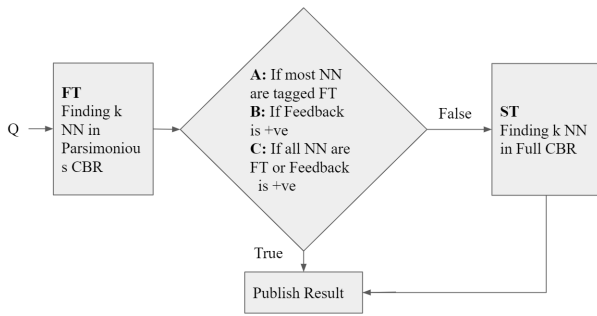 Q
FT
Finding k
NN in
Parsimoniou
s CBR
A: If most NN
are tagged FT
B: If Feedback
is +ve
C: If all NN are
FT or Feedback
is +ve
False
ST
Finding k NN
in Full CBR
True
Publish Result